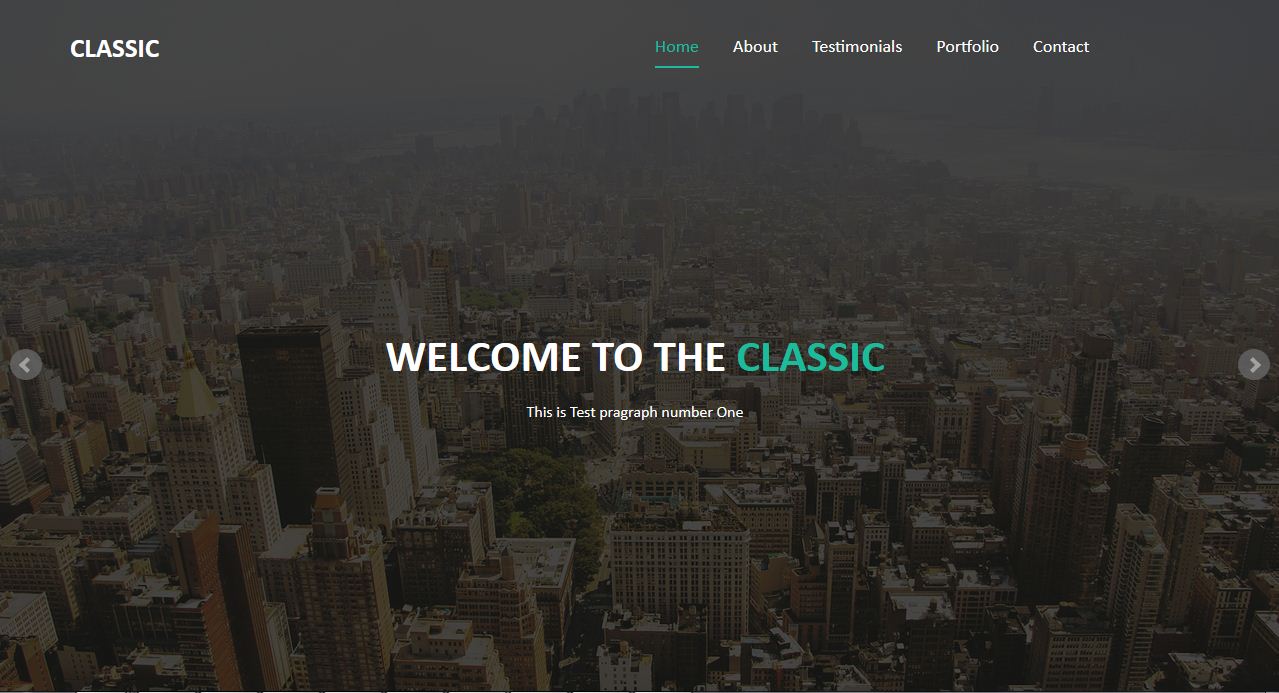 CLASSIC
Home About Testimonials Portfolio Contact
WELCOME TO THE CLASSIC
This is Test pragraph number One